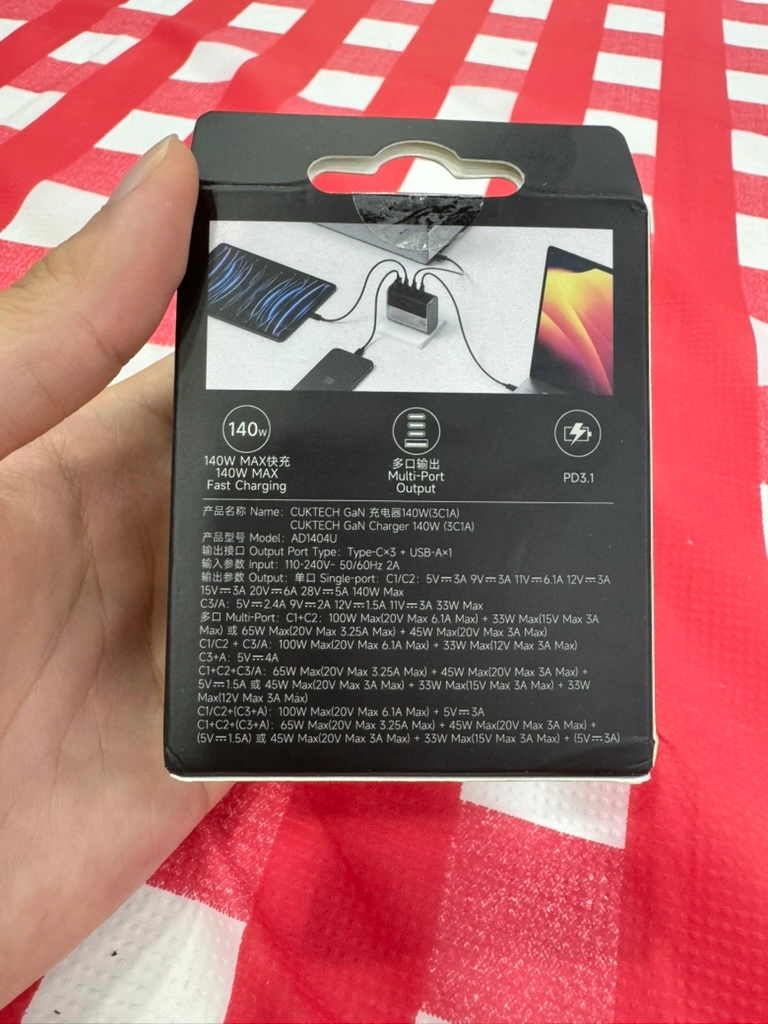 140W
140W MAX快充
140W MAX
Fast Charging
多口输出
Multi-Port
Output
PD3.1
产品名称 Name: CUKTECH GaN 充电器140W(3C1A)
CUKTECH GaN Charger 140W (3C1A)
产品型号 Model: AD1404U
输出接口 Output Port Type: Type-C×3 + USB-A×1
输入参数 Input: 110-240V~ 50/60Hz 2A
输出参数 Output: 单口 Single-port: C1/C2: 5V⎓3A 9V⎓3A 11V⎓6.1A 12V⎓3A
15V⎓3A 20V⎓6A 28V⎓5A 140W Max
C3/A: 5V⎓2.4A 9V⎓2A 12V⎓1.5A 11V⎓3A 33W Max
多口 Multi-Port: C1+C2: 100W Max(20V Max 6.1A Max) + 33W Max(15V Max 3A
Max) 或 65W Max(20V Max 3.25A Max) + 45W Max(20V Max 3A Max)
C1/C2 + C3/A: 100W Max(20V Max 6.1A Max) + 33W Max(12V Max 3A Max)
C3+A: 5V⎓4A
C1+C2+C3/A: 65W Max(20V Max 3.25A Max) + 45W Max(20V Max 3A Max) +
5V⎓1.5A 或 45W Max(20V Max 3A Max) + 33W Max(15V Max 3A Max) + 33W
Max(12V Max 3A Max)
C1/C2+(C3+A): 100W Max(20V Max 6.1A Max) + 5V⎓3A
C1+C2+(C3+A): 65W Max(20V Max 3.25A Max) + 45W Max(20V Max 3A Max) +
(5V⎓1.5A) 或 45W Max(20V Max 3A Max) + 33W Max(15V Max 3A Max) + (5V⎓3A)